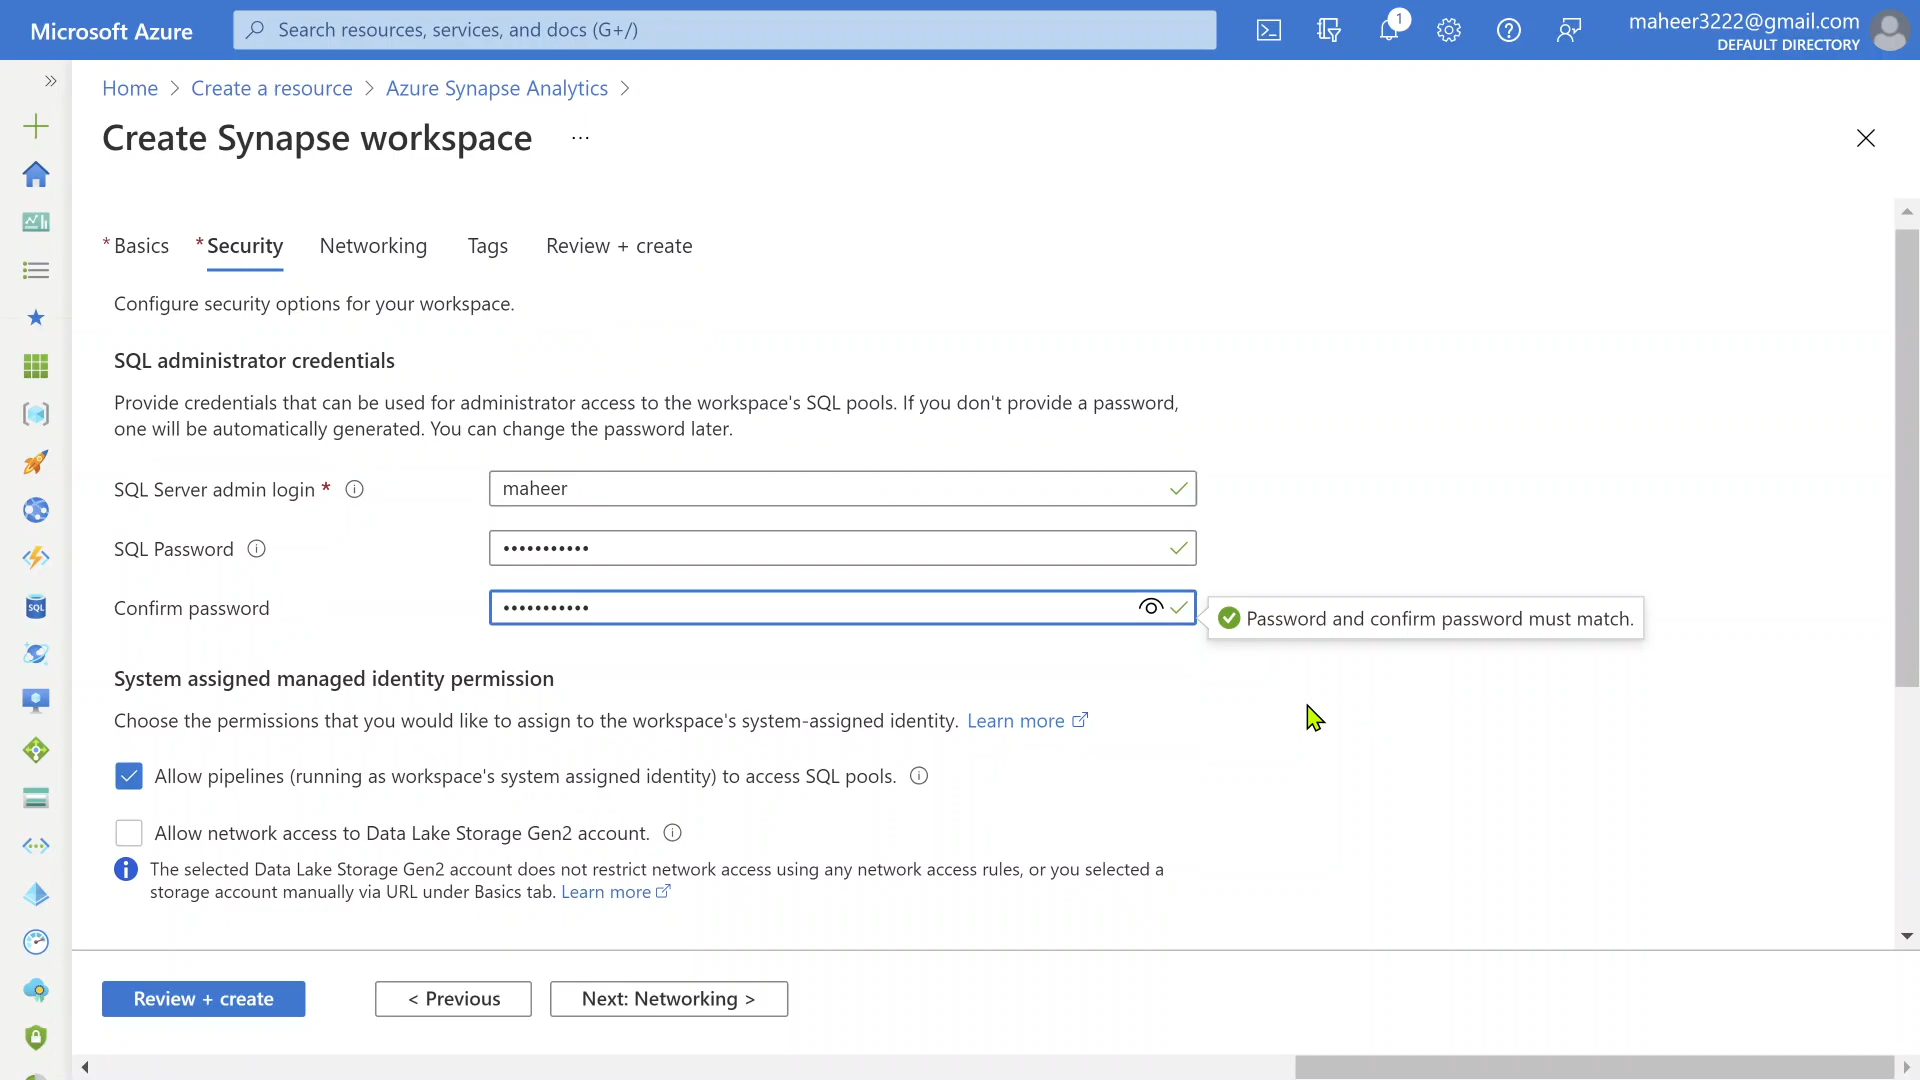 Microsoft Azure
Search resources, services, and docs (G+/)
1
maheer3222@gmail.com
DEFAULT DIRECTORY
Home > Create a resource > Azure Synapse Analytics >
Create Synapse workspace ...
* Basics * Security Networking Tags Review + create
Configure security options for your workspace.
SQL administrator credentials
Provide credentials that can be used for administrator access to the workspace's SQL pools. If you don't provide a password,
one will be automatically generated. You can change the password later.
SQL Server admin login * maheer
SQL Password •••••••••••
Confirm password •••••••••••
Password and confirm password must match.
System assigned managed identity permission
Choose the permissions that you would like to assign to the workspace's system-assigned identity. Learn more
Allow pipelines (running as workspace's system assigned identity) to access SQL pools.
Allow network access to Data Lake Storage Gen2 account.
The selected Data Lake Storage Gen2 account does not restrict network access using any network access rules, or you selected a
storage account manually via URL under Basics tab. Learn more
Review + create < Previous Next: Networking >
SQL